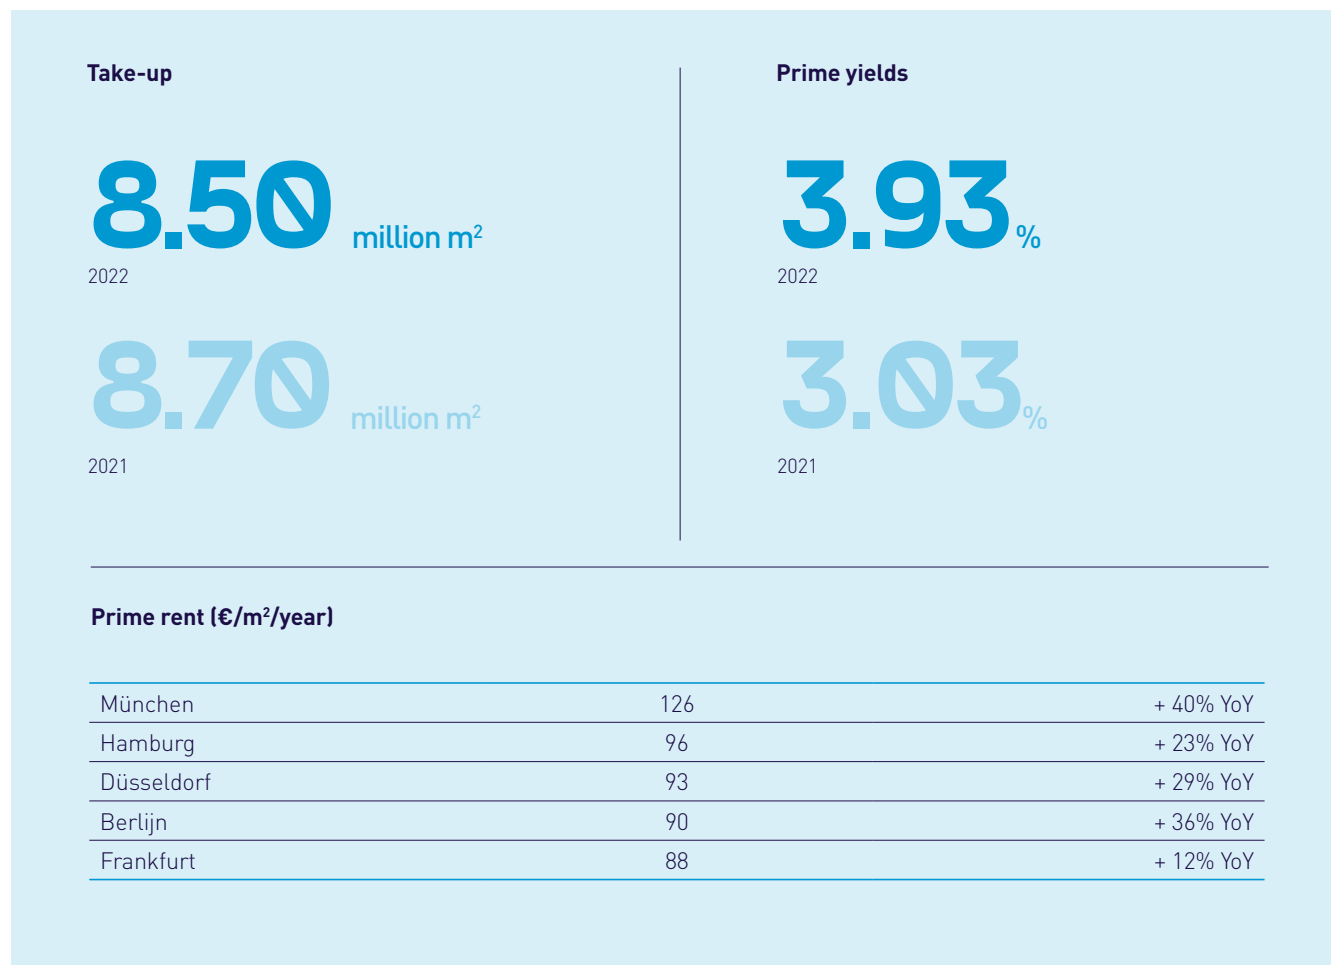 Take-up
8.50 million m²
2022
8.70 million m²
2021
Prime yields
3.93%
2022
3.03%
2021
Prime rent (€/m²/year)
München 126 + 40% YoY
Hamburg 96 + 23% YoY
Düsseldorf 93 + 29% YoY
Berlijn 90 + 36% YoY
Frankfurt 88 + 12% YoY